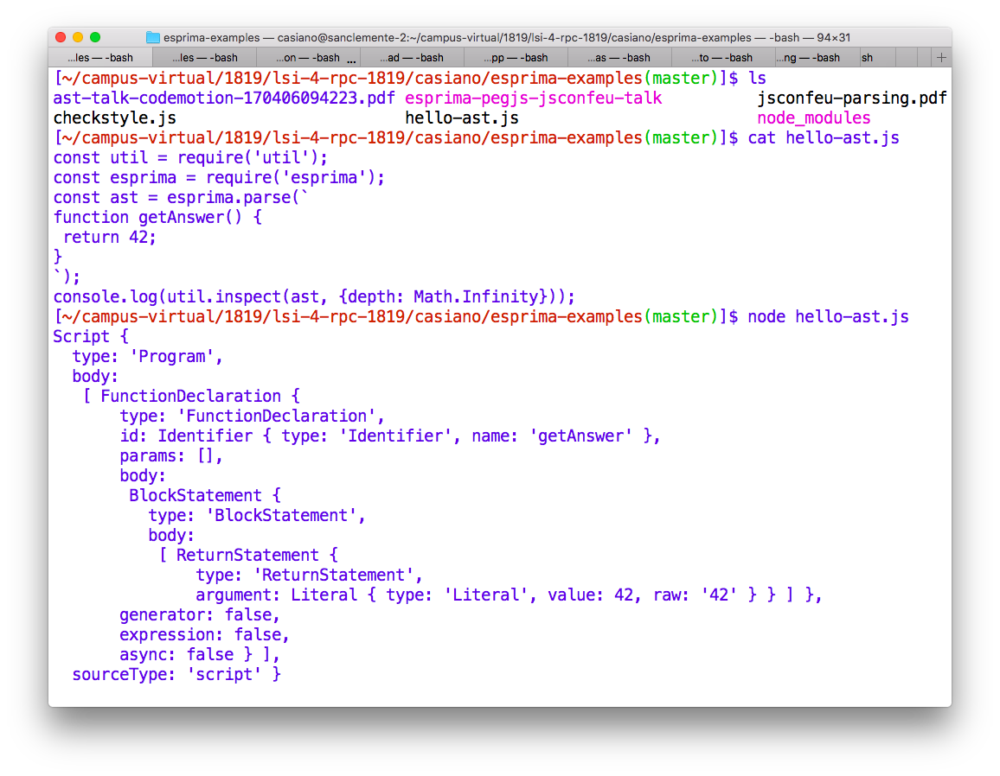 esprima-examples — casiano@sanclemente-2:~/campus-virtual/1819/lsi-4-rpc-1819/casiano/esprima-examples — -bash — 94×31
...les — -bash ...les — -bash ...on — -bash ... ...ad — -bash ...pp — -bash ...as — -bash ...to — -bash ...ng — -bash sh +
[~/campus-virtual/1819/lsi-4-rpc-1819/casiano/esprima-examples(master)]$ ls
ast-talk-codemotion-170406094223.pdf esprima-pegjs-jsconfeu-talk          jsconfeu-parsing.pdf
checkstyle.js                        hello-ast.js                         node_modules
[~/campus-virtual/1819/lsi-4-rpc-1819/casiano/esprima-examples(master)]$ cat hello-ast.js
const util = require('util');
const esprima = require('esprima');
const ast = esprima.parse(`
function getAnswer() {
 return 42;
}
`);
console.log(util.inspect(ast, {depth: Math.Infinity}));
[~/campus-virtual/1819/lsi-4-rpc-1819/casiano/esprima-examples(master)]$ node hello-ast.js
Script {
  type: 'Program',
  body:
   [ FunctionDeclaration {
       type: 'FunctionDeclaration',
       id: Identifier { type: 'Identifier', name: 'getAnswer' },
       params: [],
       body:
        BlockStatement {
          type: 'BlockStatement',
          body:
           [ ReturnStatement {
               type: 'ReturnStatement',
               argument: Literal { type: 'Literal', value: 42, raw: '42' } } ] },
       generator: false,
       expression: false,
       async: false } ],
  sourceType: 'script' }